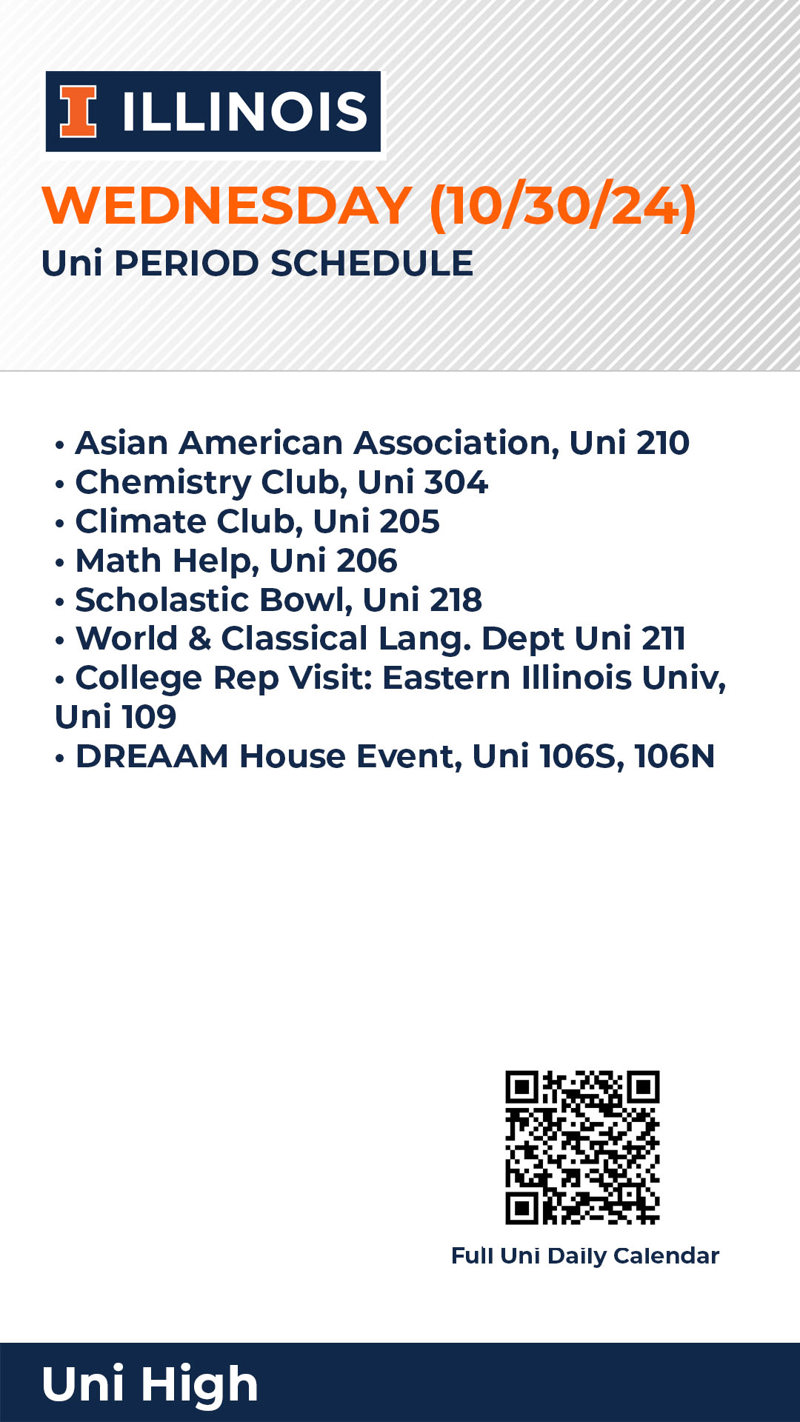 I ILLINOIS
WEDNESDAY (10/30/24)
Uni PERIOD SCHEDULE
• Asian American Association, Uni 210
• Chemistry Club, Uni 304
• Climate Club, Uni 205
• Math Help, Uni 206
• Scholastic Bowl, Uni 218
• World & Classical Lang. Dept Uni 211
• College Rep Visit: Eastern Illinois Univ,
Uni 109
• DREAAM House Event, Uni 106S, 106N
Full Uni Daily Calendar
Uni High